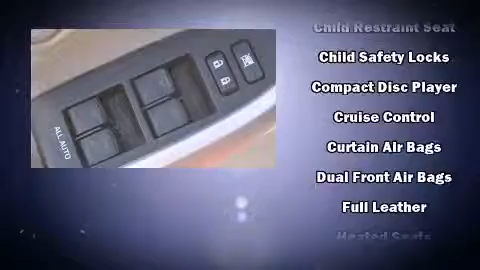 Child Restraint Seat
Child Safety Locks
Compact Disc Player
Cruise Control
Curtain Air Bags
Dual Front Air Bags
Full Leather
Heated Seats
ALL AUTO